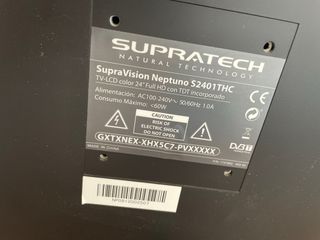 SUPRATECH
NATURAL TECHNOLOGY
SupraVision Neptuno S2401THC
TV-LCD color 24" Full HD con TDT incorporado
Alimentación: AC100-240V~ 50/60Hz 1.0A
Consumo Máximo: <60W
CAUTION
RISK OF
ELECTRIC SHOCK
DO NOT OPEN
GXTXNEX-XHX5C7-PVXXXXX
MADE IN CHINA
DVB